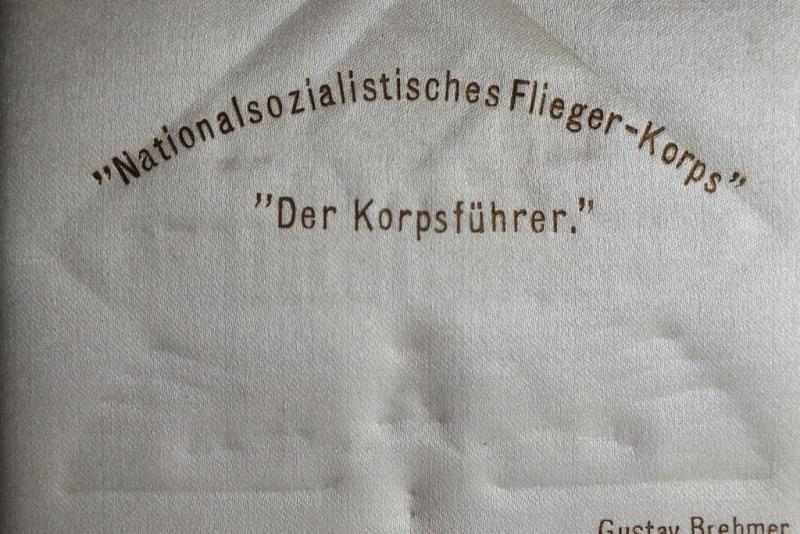 "Nationalsozialistisches Flieger-Korps"
"Der Korpsführer."
Gustav Brehmer